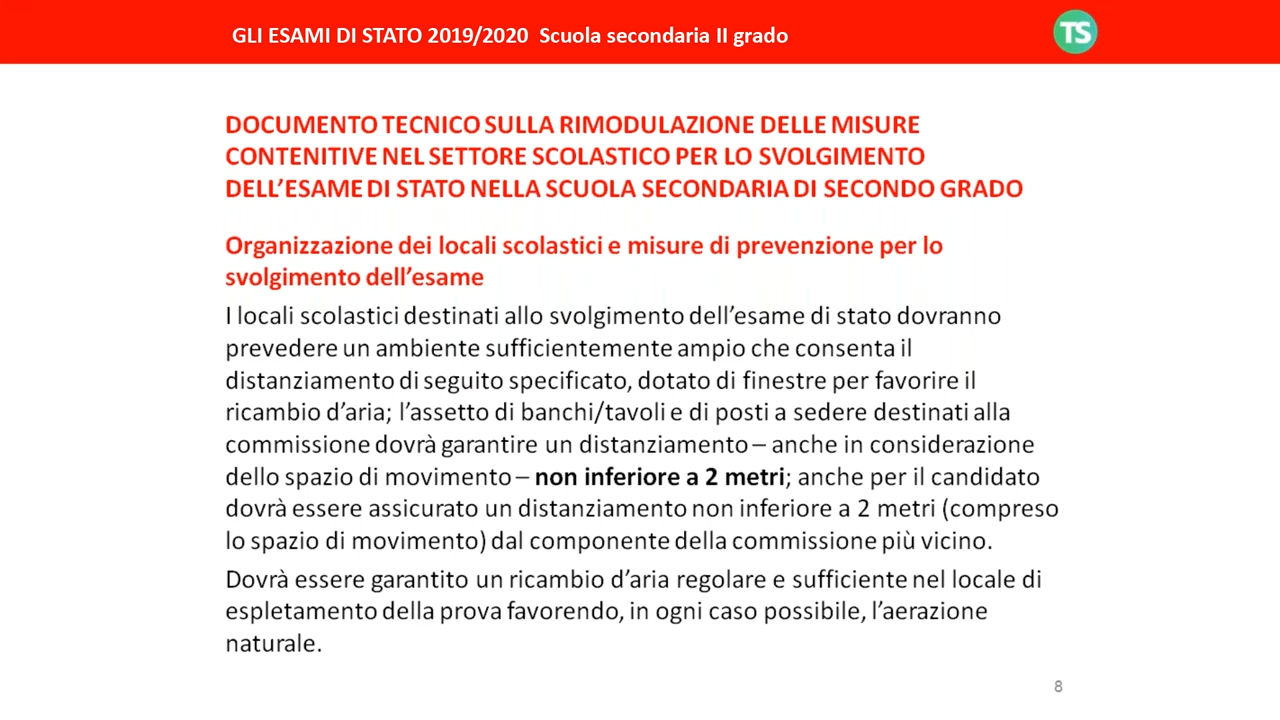 GLI ESAMI DI STATO 2019/2020 Scuola secondaria II grado
TS
DOCUMENTO TECNICO SULLA RIMODULAZIONE DELLE MISURE
CONTENITIVE NEL SETTORE SCOLASTICO PER LO SVOLGIMENTO
DELL’ESAME DI STATO NELLA SCUOLA SECONDARIA DI SECONDO GRADO
Organizzazione dei locali scolastici e misure di prevenzione per lo
svolgimento dell’esame
I locali scolastici destinati allo svolgimento dell’esame di stato dovranno
prevedere un ambiente sufficientemente ampio che consenta il
distanziamento di seguito specificato, dotato di finestre per favorire il
ricambio d’aria; l’assetto di banchi/tavoli e di posti a sedere destinati alla
commissione dovrà garantire un distanziamento – anche in considerazione
dello spazio di movimento – non inferiore a 2 metri; anche per il candidato
dovrà essere assicurato un distanziamento non inferiore a 2 metri (compreso
lo spazio di movimento) dal componente della commissione più vicino.
Dovrà essere garantito un ricambio d’aria regolare e sufficiente nel locale di
espletamento della prova favorendo, in ogni caso possibile, l’aerazione
naturale.
8